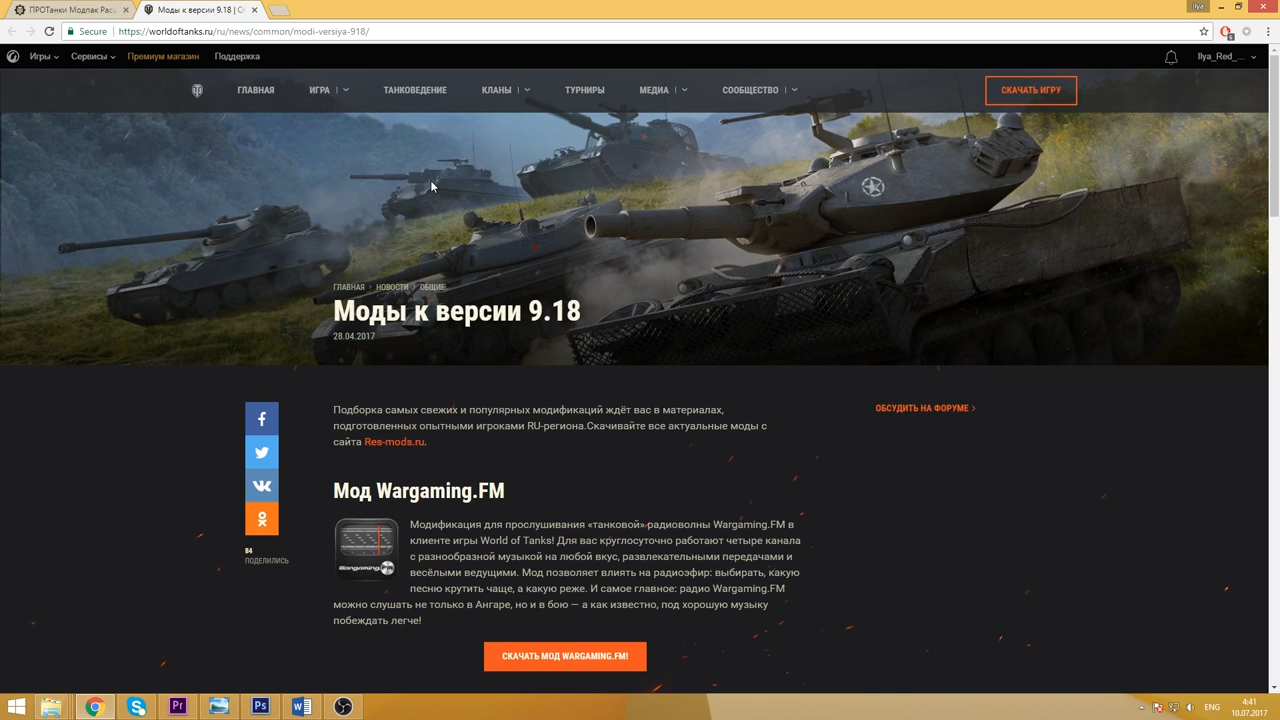 ПРОТанки Модпак Рас
Моды к версии 9.18 | О
Ilya
Secure
https://worldoftanks.ru/ru/news/common/modi-versiya-918/
Игры
Сервисы
Премиум магазин
Поддержка
Ilya_Red_...
ГЛАВНАЯ
ИГРА
ТАНКОВЕДЕНИЕ
КЛАНЫ
ТУРНИРЫ
МЕДИА
СООБЩЕСТВО
СКАЧАТЬ ИГРУ
ГЛАВНАЯ › НОВОСТИ › ОБЩИЕ
Моды к версии 9.18
28.04.2017
Подборка самых свежих и популярных модификаций ждёт вас в материалах,
подготовленных опытными игроками RU-региона.Скачивайте все актуальные моды с
сайта Res-mods.ru.
ОБСУДИТЬ НА ФОРУМЕ ›
84
ПОДЕЛИЛИСЬ
Мод Wargaming.FM
wargaming
Модификация для прослушивания «танковой» радиоволны Wargaming.FM в
клиенте игры World of Tanks! Для вас круглосуточно работают четыре канала
с разнообразной музыкой на любой вкус, развлекательными передачами и
весёлыми ведущими. Мод позволяет влиять на радиоэфир: выбирать, какую
песню крутить чаще, а какую реже. И самое главное: радио Wargaming.FM
можно слушать не только в Ангаре, но и в бою — а как известно, под хорошую музыку
побеждать легче!
СКАЧАТЬ МОД WARGAMING.FM!
ENG
4:41
10.07.2017